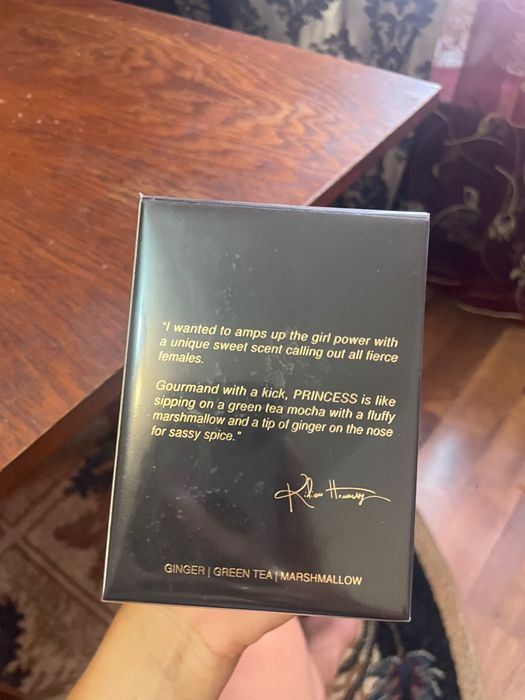 "I wanted to amps up the girl power with
a unique sweet scent calling out all fierce
females.
Gourmand with a kick, PRINCESS is like
sipping on a green tea mocha with a fluffy
marshmallow and a tip of ginger on the nose
for sassy spice."
GINGER | GREEN TEA | MARSHMALLOW